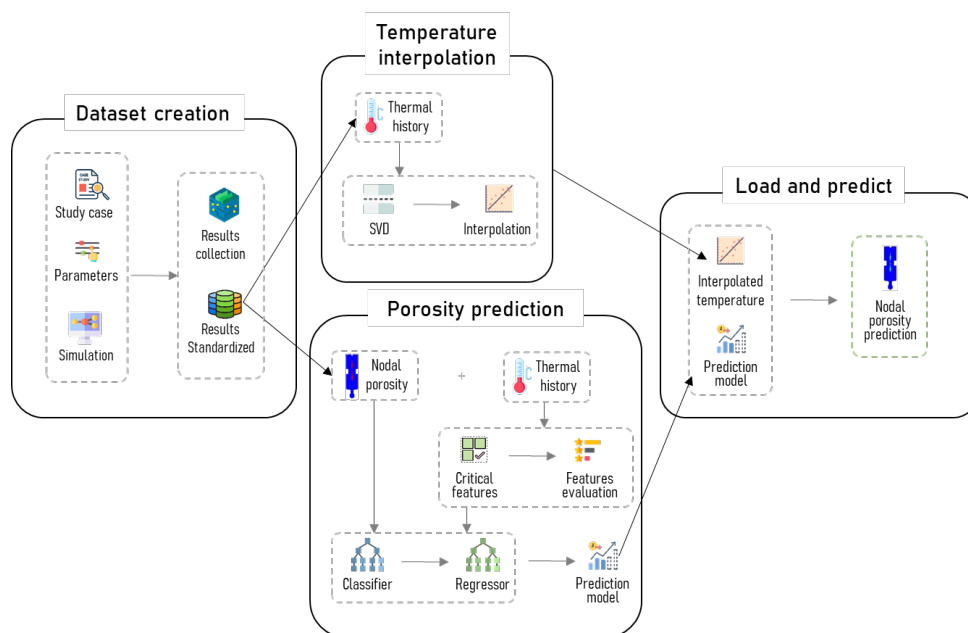 Temperature
interpolation
Dataset creation
CASE
STUDY
Study case
Parameters
Simulation
Results
collection
Results
Standardized
Thermal
history
SVD
Interpolation
Porosity prediction
Nodal
porosity
+
Thermal
history
Critical
features
Features
evaluation
Classifier
Regressor
Prediction
model
Load and predict
Interpolated
temperature
Prediction
model
Nodal
porosity
prediction